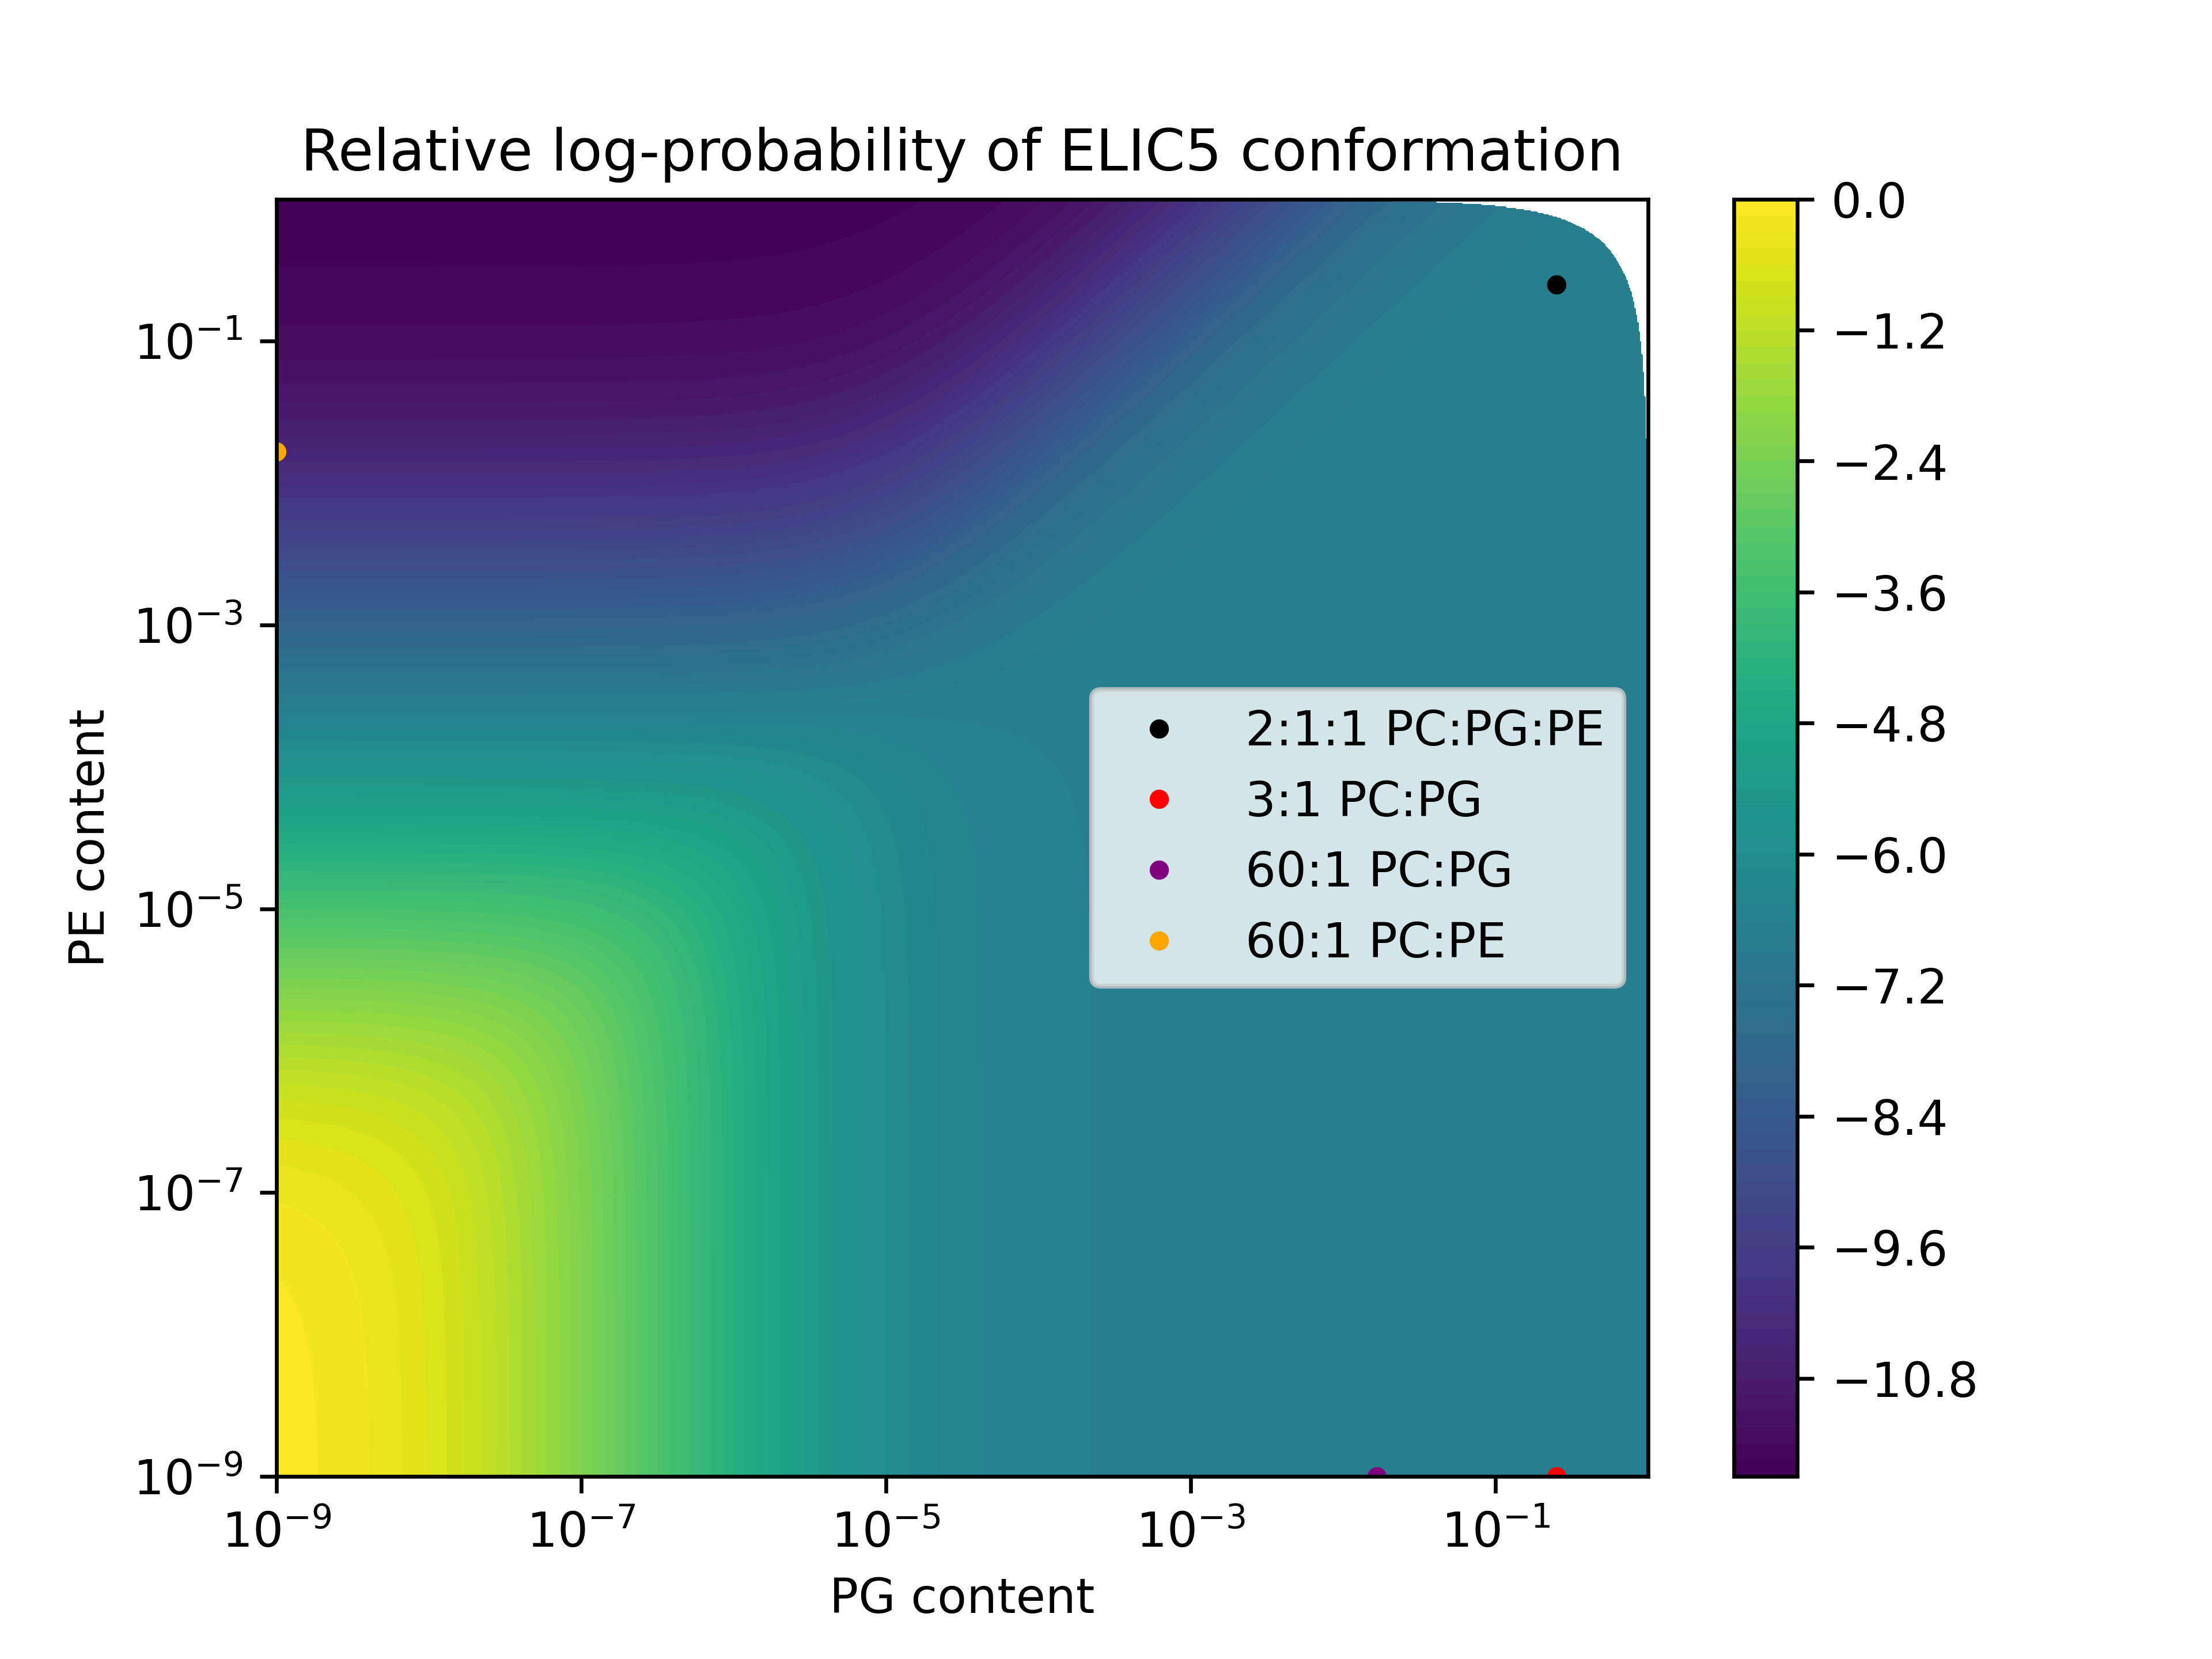 Relative log-probability of ELIC5 conformation
PE content
10⁻¹
10⁻³
10⁻⁵
10⁻⁷
10⁻⁹
2:1:1 PC:PG:PE
3:1 PC:PG
60:1 PC:PG
60:1 PC:PE
10⁻⁹ 10⁻⁷ 10⁻⁵ 10⁻³ 10⁻¹
PG content
0.0
−1.2
−2.4
−3.6
−4.8
−6.0
−7.2
−8.4
−9.6
−10.8